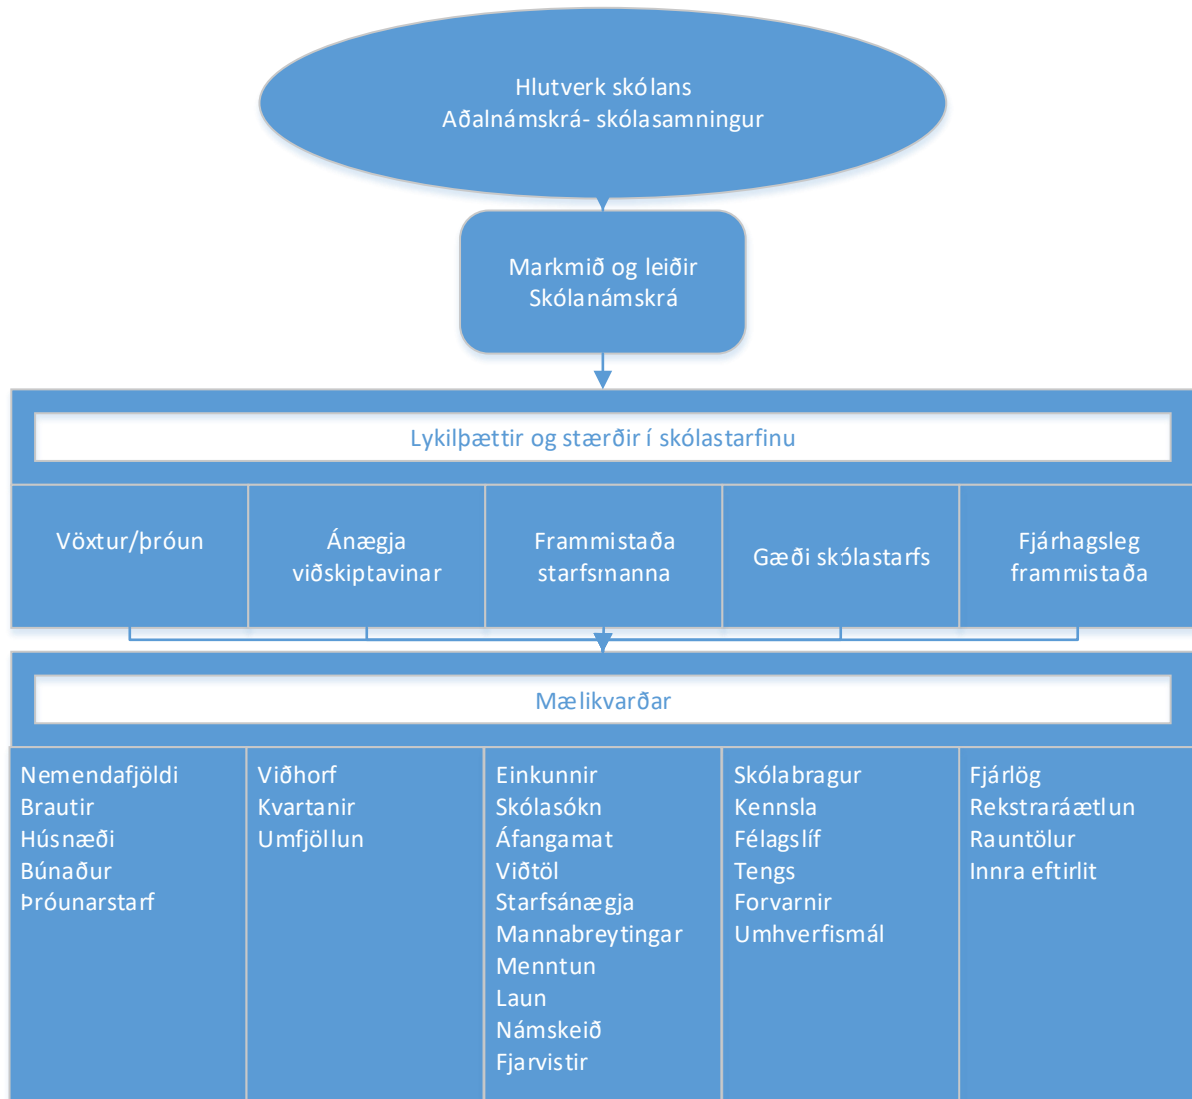 Hlutverk skólans
Aðalnámskrá- skólasamningur
Markmið og leiðir
Skólanámskrá
Lykilþættir og stærðir í skólastarfinu
Vöxtur/þróun
Ánægja
viðskiptavinar
Frammistaða
starfsmanna
Gæði skólastarfs
Fjárhagsleg
frammistaða
Mælikvarðar
Nemendafjöldi
Brautir
Húsnæði
Búnaður
Þróunarstarf
Viðhorf
Kvartanir
Umfjöllun
Einkunnir
Skólasókn
Áfangamat
Viðtöl
Starfsánægja
Mannabreytingar
Menntun
Laun
Námskeið
Fjarvistir
Skólabragur
Kennsla
Félagslíf
Tengs
Forvarnir
Umhverfismál
Fjárlög
Rekstraráætlun
Rauntölur
Innra eftirlit